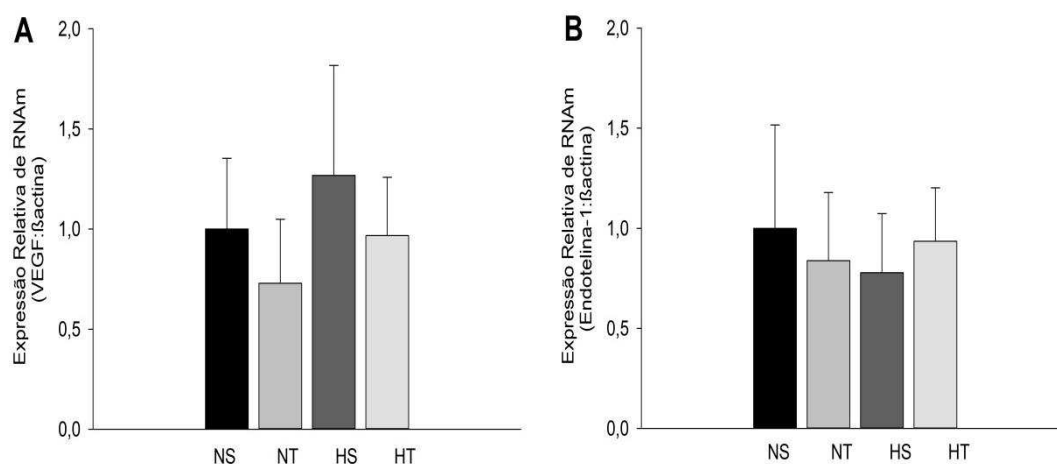 A
Expressão Relativa de RNAm
(VEGF:ßactina)
2,0
1,5
1,0
0,5
0,0
NS NT HS HT
B
Expressão Relativa de RNAm
(Endotelina-1:ßactina)
2,0
1,5
1,0
0,5
0,0
NS NT HS HT